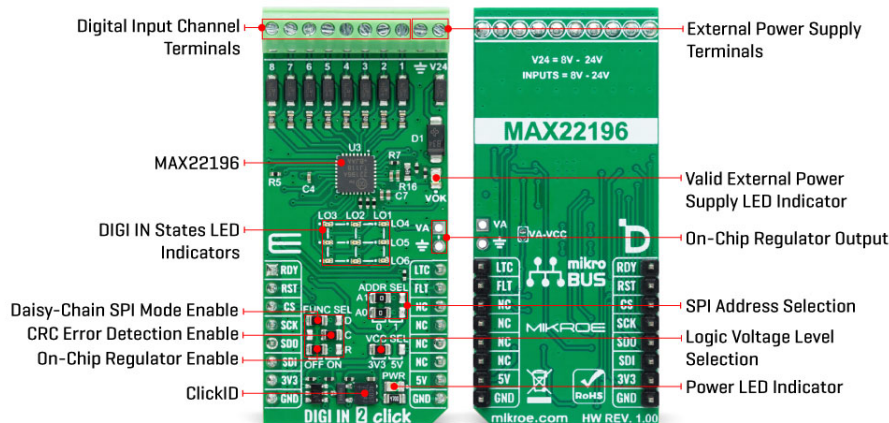 Digital Input Channel
Terminals
External Power Supply
Terminals
8 7 6 5 4 3 2 1 V24
V24 = 8V - 24V
INPUTS = 8V - 24V
U3
D1
MAX22196
MAX22196
R7
R5
C4
R16
C7
VOK
Valid External Power
Supply LED Indicator
DIGI IN States LED
Indicators
LO3 LO2 LO1
LO4
LO5
LO6
VA
VA
VA-VCC
On-Chip Regulator Output
RDY
RST
CS
SCK
SDO
SDI
3V3
GND
LTC
FLT
NC
NC
NC
NC
5V
GND
ADDR SEL
A1
A0
0 1
Daisy-Chain SPI Mode Enable
CRC Error Detection Enable
On-Chip Regulator Enable
FUNC SEL
D
C
R
OFF ON
VCC SEL
3V3 5V
PWR
ClickID
DIGI IN 2 click
LTC
FLT
NC
NC
NC
NC
5V
GND
mikro
BUS
MIKROE
RoHS
RDY
RST
CS
SCK
SDO
SDI
3V3
GND
SPI Address Selection
Logic Voltage Level
Selection
Power LED Indicator
mikroe.com
HW REV. 1.00